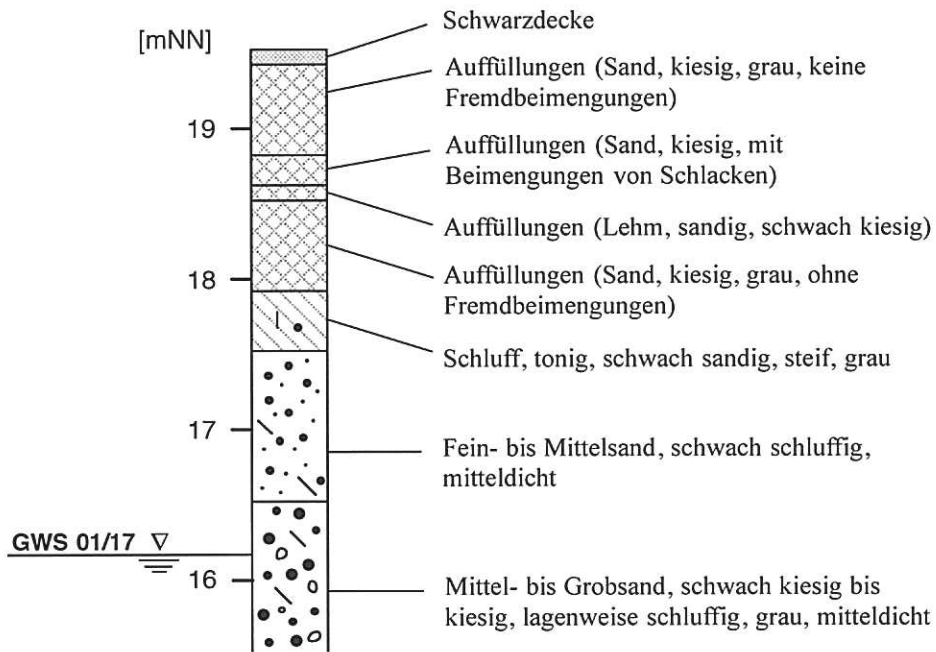 Schwarzdecke
[mNN]
Auffüllungen (Sand, kiesig, grau, keine
Fremdbeimengungen)
19
Auffüllungen (Sand, kiesig, mit
Beimengungen von Schlacken)
Auffüllungen (Lehm, sandig, schwach kiesig)
18
Auffüllungen (Sand, kiesig, grau, ohne
Fremdbeimengungen)
Schluff, tonig, schwach sandig, steif, grau
17
Fein- bis Mittelsand, schwach schluffig,
mitteldicht
GWS 01/17
16
Mittel- bis Grobsand, schwach kiesig bis
kiesig, lagenweise schluffig, grau, mitteldicht